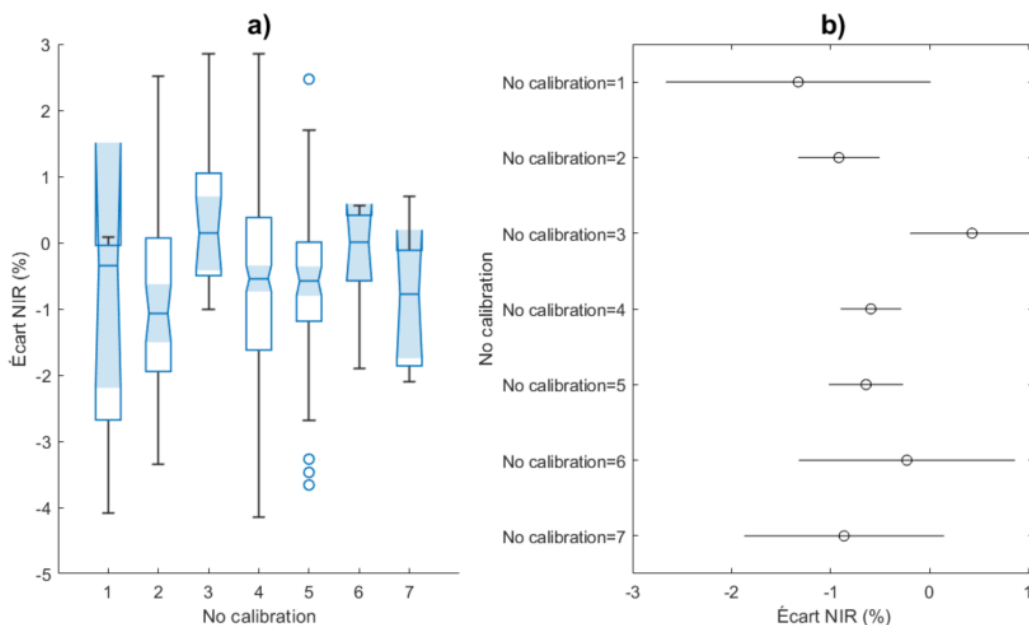 a)
3
2
1
0
-1
-2
-3
-4
-5
Écart NIR (%)
1 2 3 4 5 6 7
No calibration
b)
No calibration=1
No calibration=2
No calibration=3
No calibration=4
No calibration=5
No calibration=6
No calibration=7
No calibration
-3 -2 -1 0 1
Écart NIR (%)